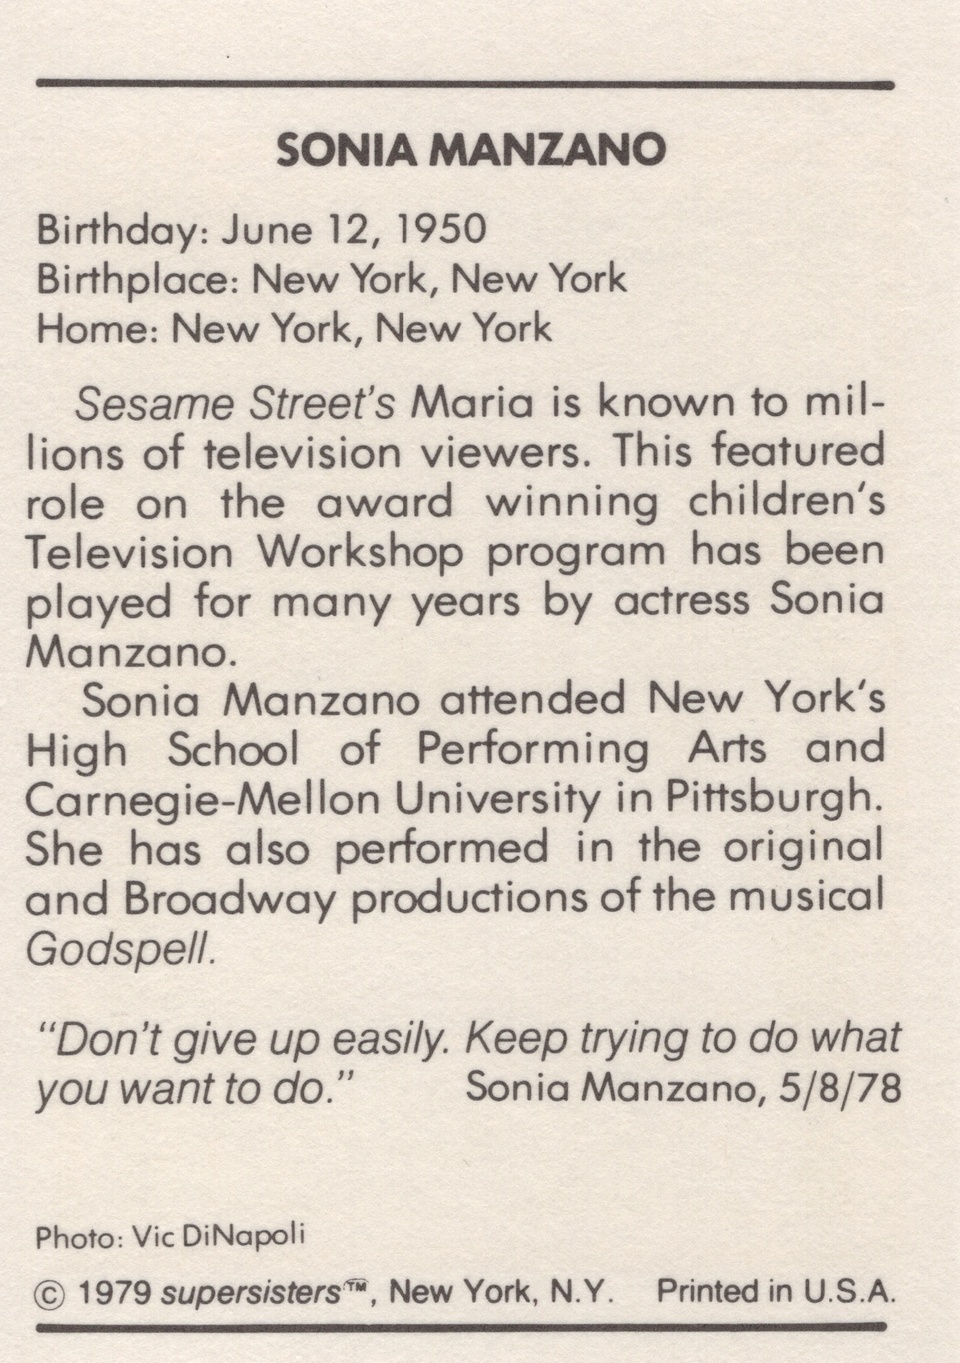 SONIA MANZANO
Birthday: June 12, 1950
Birthplace: New York, New York
Home: New York, New York
Sesame Street's Maria is known to mil-
lions of television viewers. This featured
role on the award winning children's
Television Workshop program has been
played for many years by actress Sonia
Manzano.
Sonia Manzano attended New York's
High School of Performing Arts and
Carnegie-Mellon University in Pittsburgh.
She has also performed in the original
and Broadway productions of the musical
Godspell.
"Don't give up easily. Keep trying to do what
you want to do." Sonia Manzano, 5/8/78
Photo: Vic DiNapoli
© 1979 supersisters™, New York, N.Y. Printed in U.S.A.